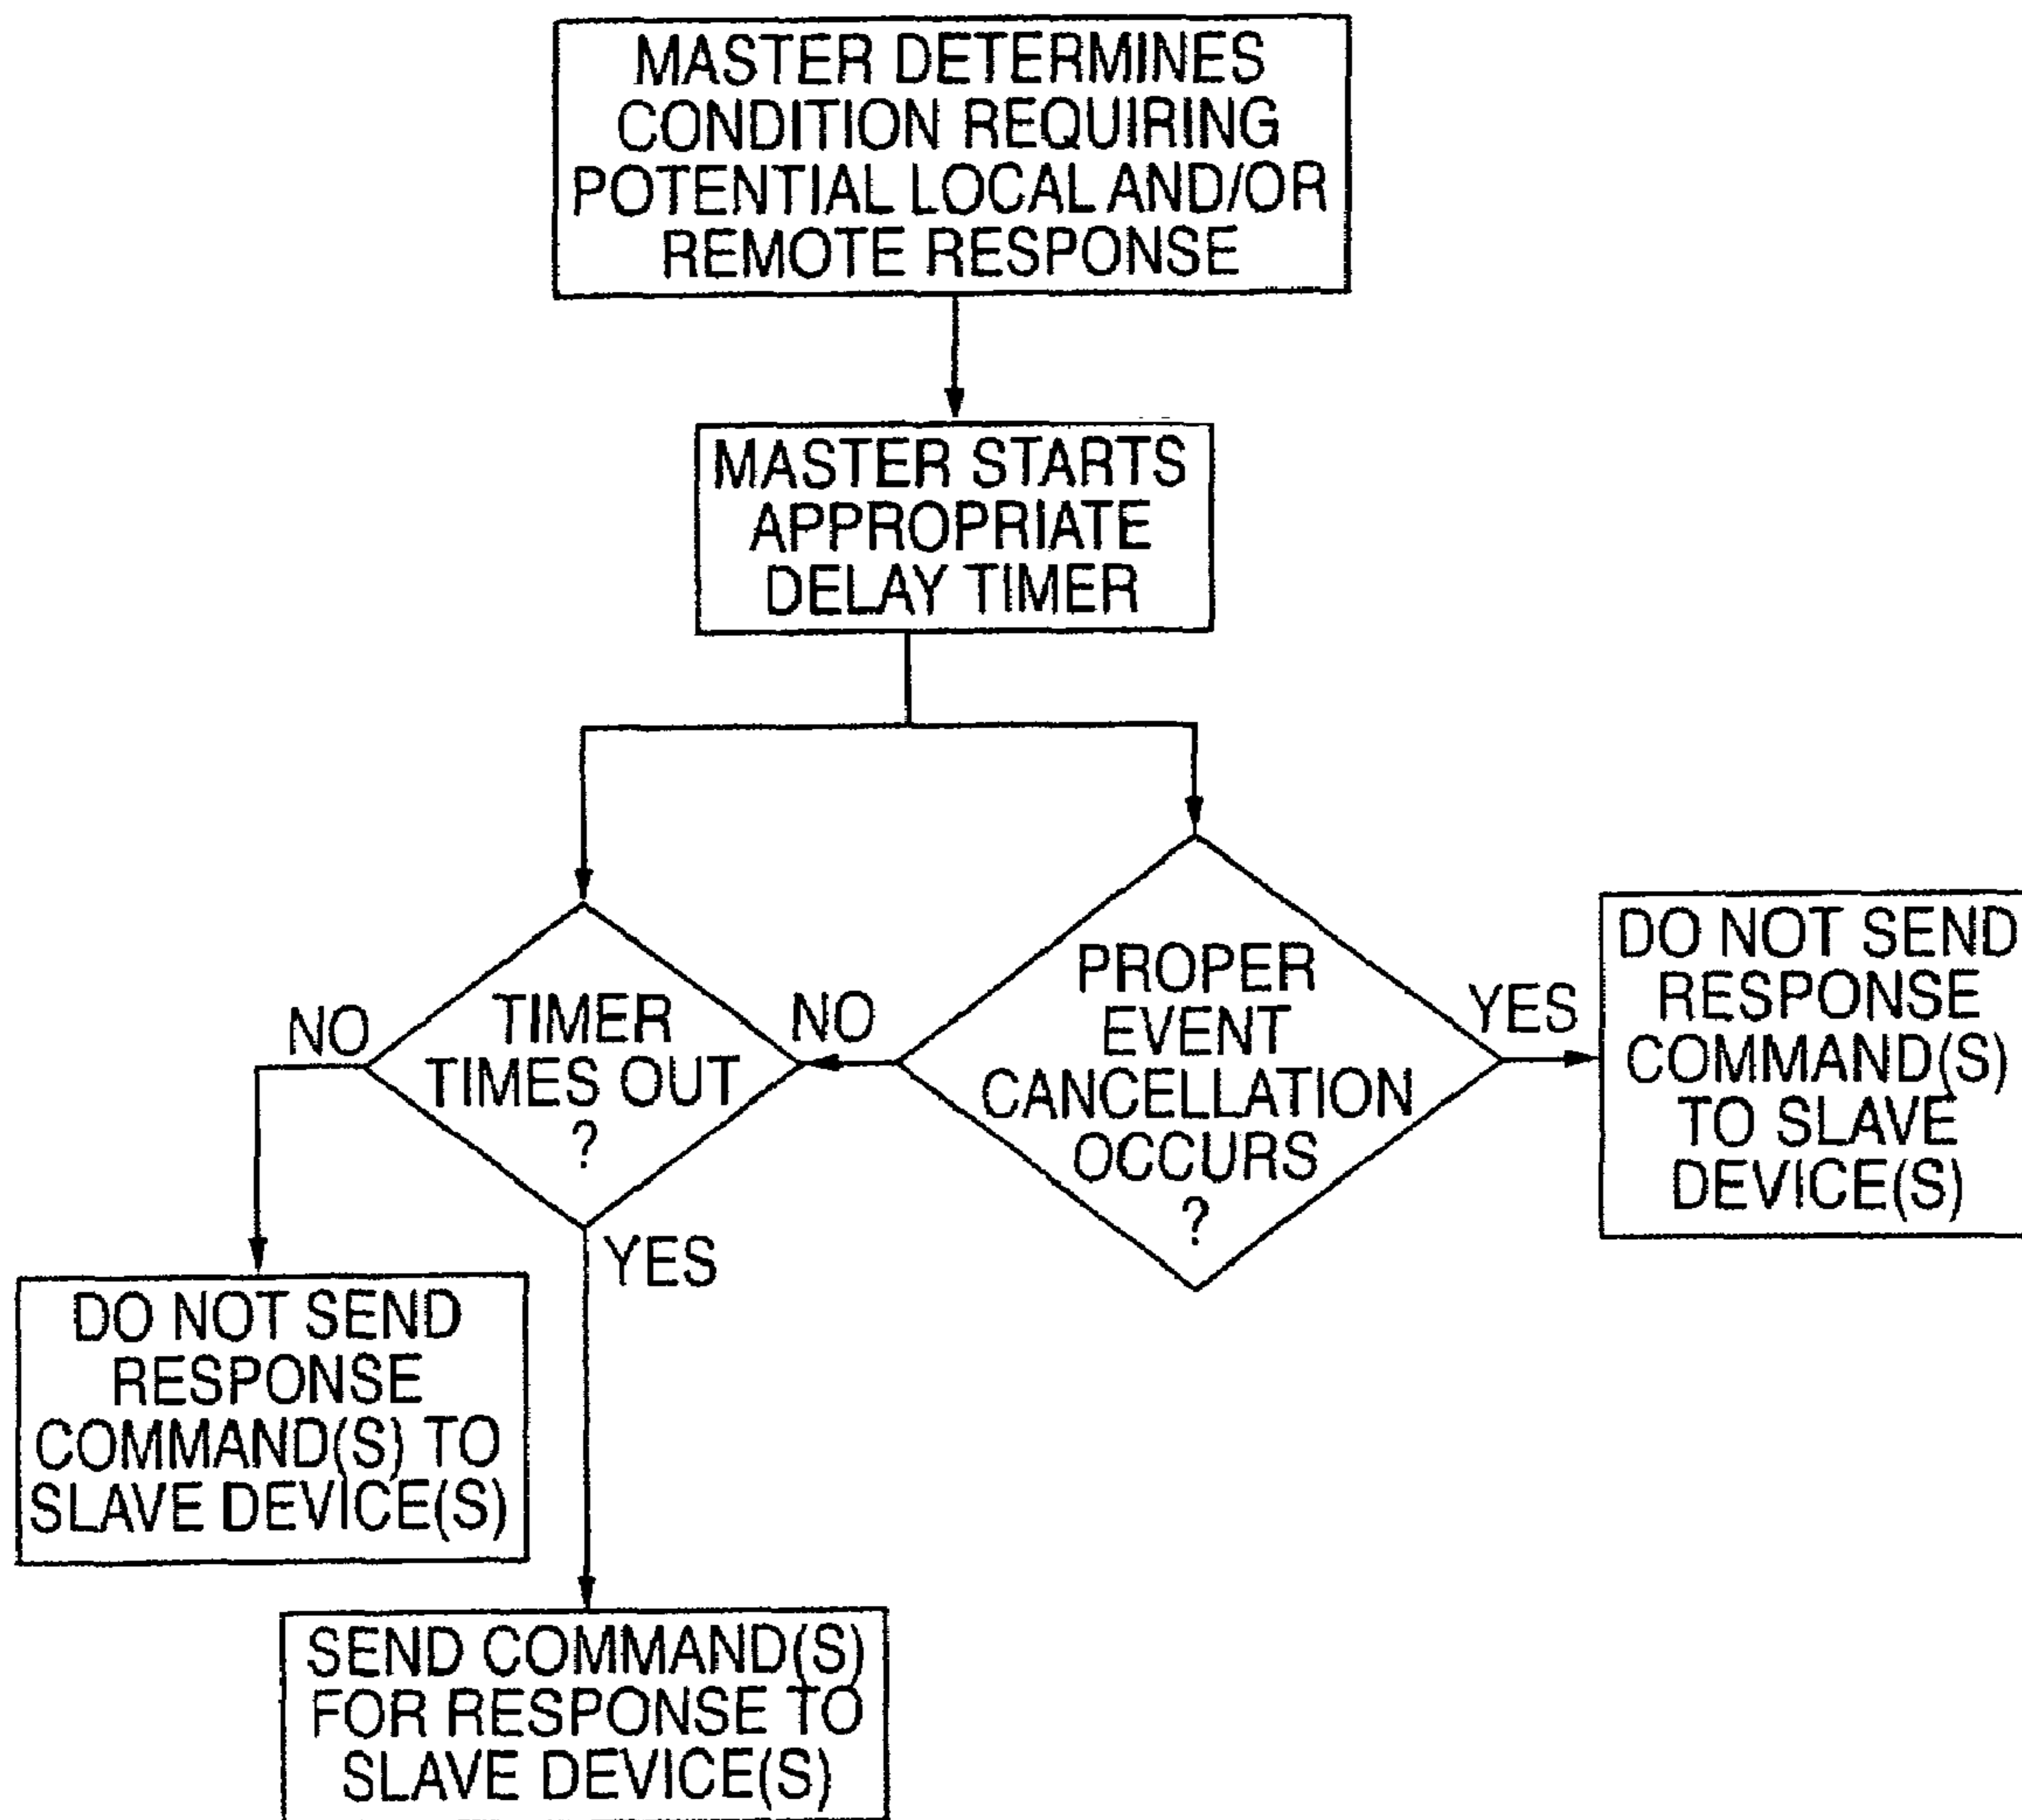 MASTER DETERMINES
CONDITION REQUIRING
POTENTIAL LOCAL AND/OR
REMOTE RESPONSE
MASTER STARTS
APPROPRIATE
DELAY TIMER
PROPER
EVENT
CANCELLATION
OCCURS
?
YES
DO NOT SEND
RESPONSE
COMMAND(S)
TO SLAVE
DEVICE(S)
NO
TIMER
TIMES OUT
?
NO
YES
DO NOT SEND
RESPONSE
COMMAND(S) TO
SLAVE DEVICE(S)
SEND COMMAND(S)
FOR RESPONSE TO
SLAVE DEVICE(S)